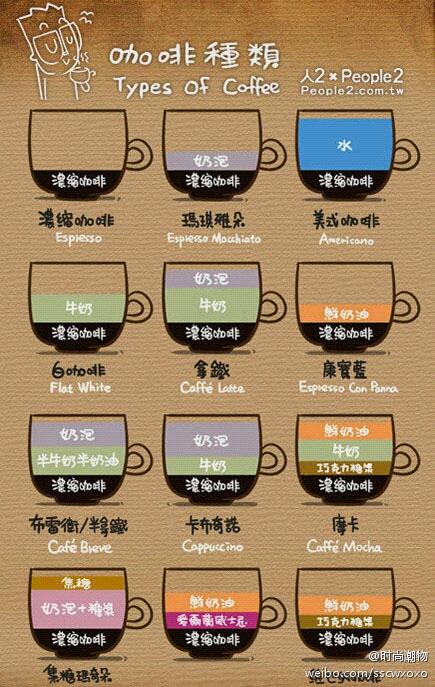 咖啡種類
Types Of Coffee
人2×People2
People2.com.tw
濃縮咖啡
奶泡
濃縮咖啡
水
濃縮咖啡
濃縮咖啡
Espresso
瑪琪雅朵
Espresso Macchiato
美式咖啡
Americano
牛奶
濃縮咖啡
奶泡
牛奶
濃縮咖啡
鮮奶油
濃縮咖啡
白咖啡
Flat White
拿鐵
Caffé Latte
康寶藍
Espresso Con Panna
奶泡
半牛奶半奶油
濃縮咖啡
奶泡
牛奶
濃縮咖啡
鮮奶油
牛奶
巧克力糖漿
濃縮咖啡
布雷衛/半拿鐵
Café Breve
卡布奇諾
Cappuccino
摩卡
Caffé Mocha
焦糖
奶泡+糖漿
濃縮咖啡
鮮奶油
愛爾蘭威士忌
濃縮咖啡
鮮奶油
巧克力糖漿
濃縮咖啡
焦糖瑪奇朵
@时尚潮物
weibo.com/sscwxoxo